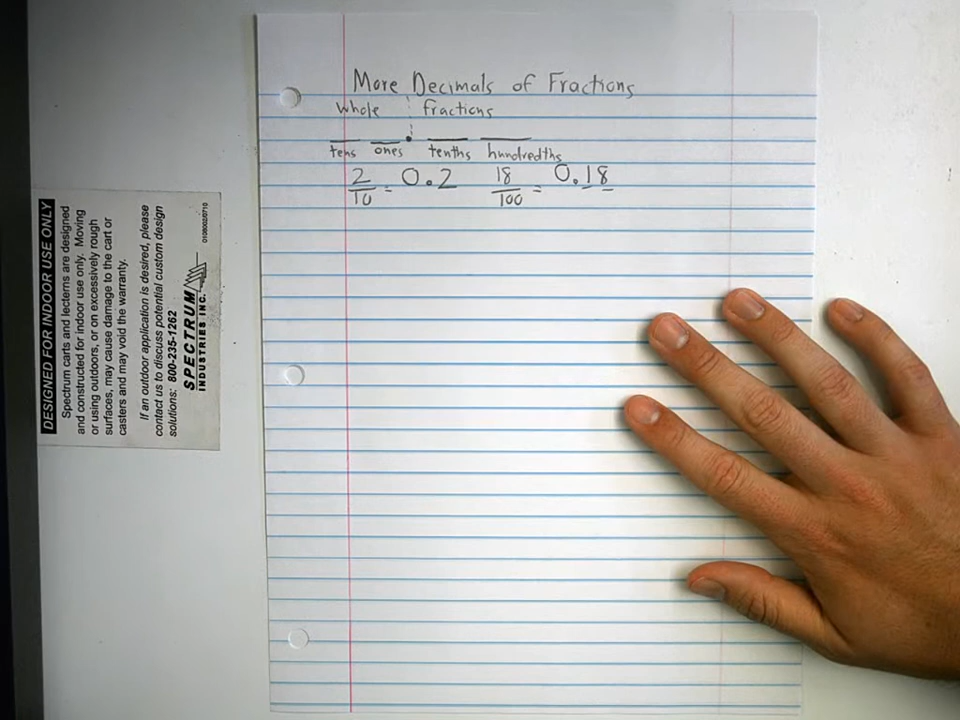 More Decimals of Fractions
whole fractions
tens ones . tenths hundredths
2/10 = 0.2 18/100 = 0.18
DESIGNED FOR INDOOR USE ONLY
Spectrum carts and lecterns are designed
and constructed for indoor use only. Moving
or using outdoors, or on excessively rough
surfaces, may cause damage to the cart or
casters and may void the warranty.
If an outdoor application is desired, please
contact us to discuss potential custom design
solutions: 800-235-1262
SPECTRUM
INDUSTRIES INC.